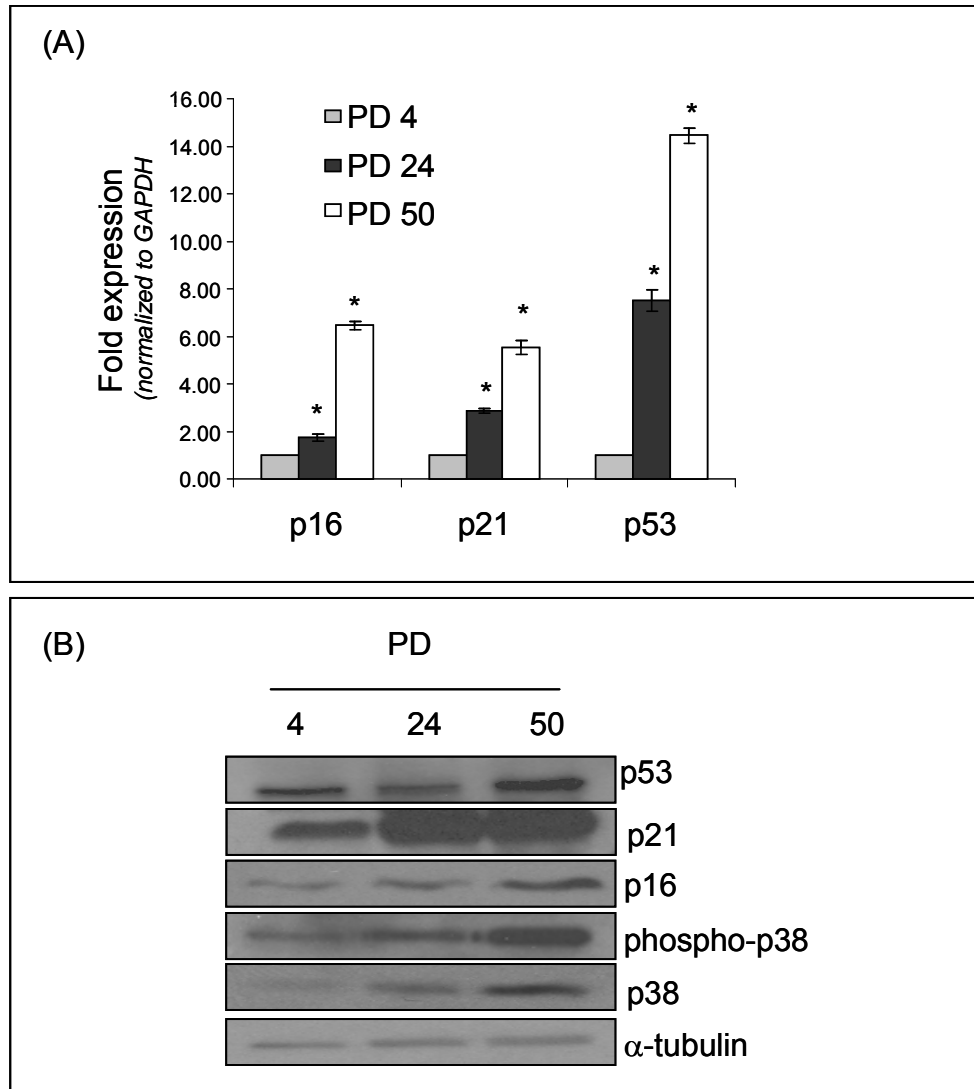 (A)
16.00
14.00
12.00
10.00
8.00
6.00
4.00
2.00
0.00
Fold expression
(normalized to GAPDH)
PD 4
PD 24
PD 50
*
*
*
*
*
*
p16 p21 p53
(B)
PD
4 24 50
p53
p21
p16
phospho-p38
p38
α-tubulin